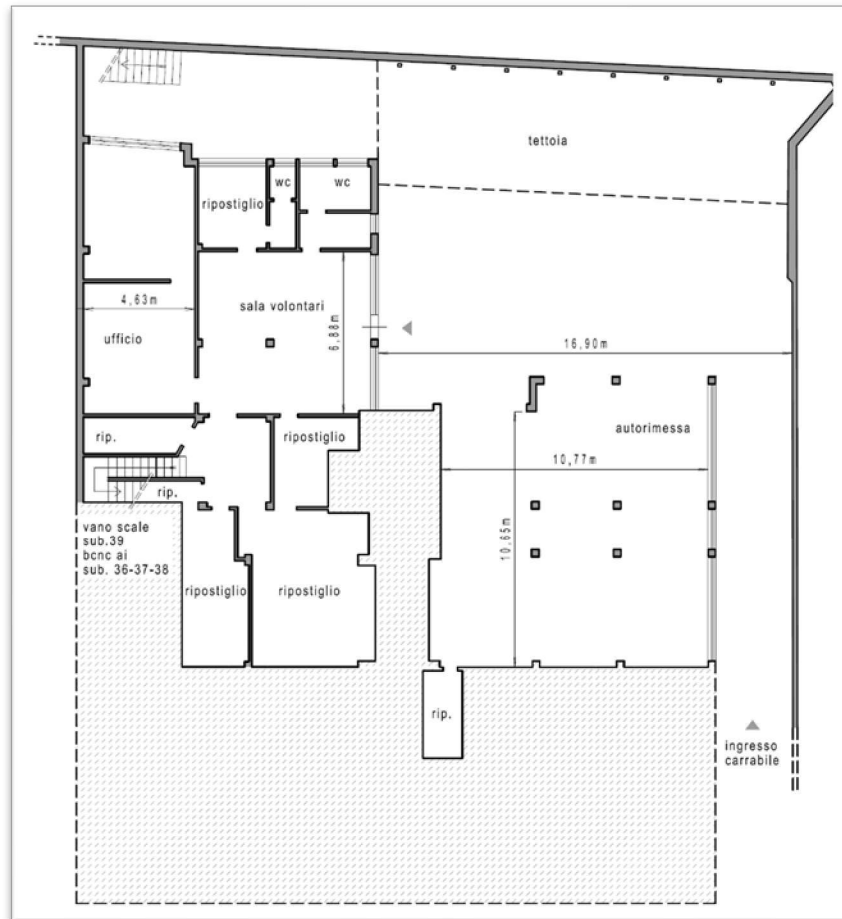 tettoia
wc
wc
ripostiglio
4,63m
sala volontari
6,88m
ufficio
16,90m
rip.
ripostiglio
autorimessa
10,77m
rip.
10,65m
vano scale
sub.39
bcnc ai
sub. 36-37-38
ripostiglio
ripostiglio
rip.
ingresso
carrabile